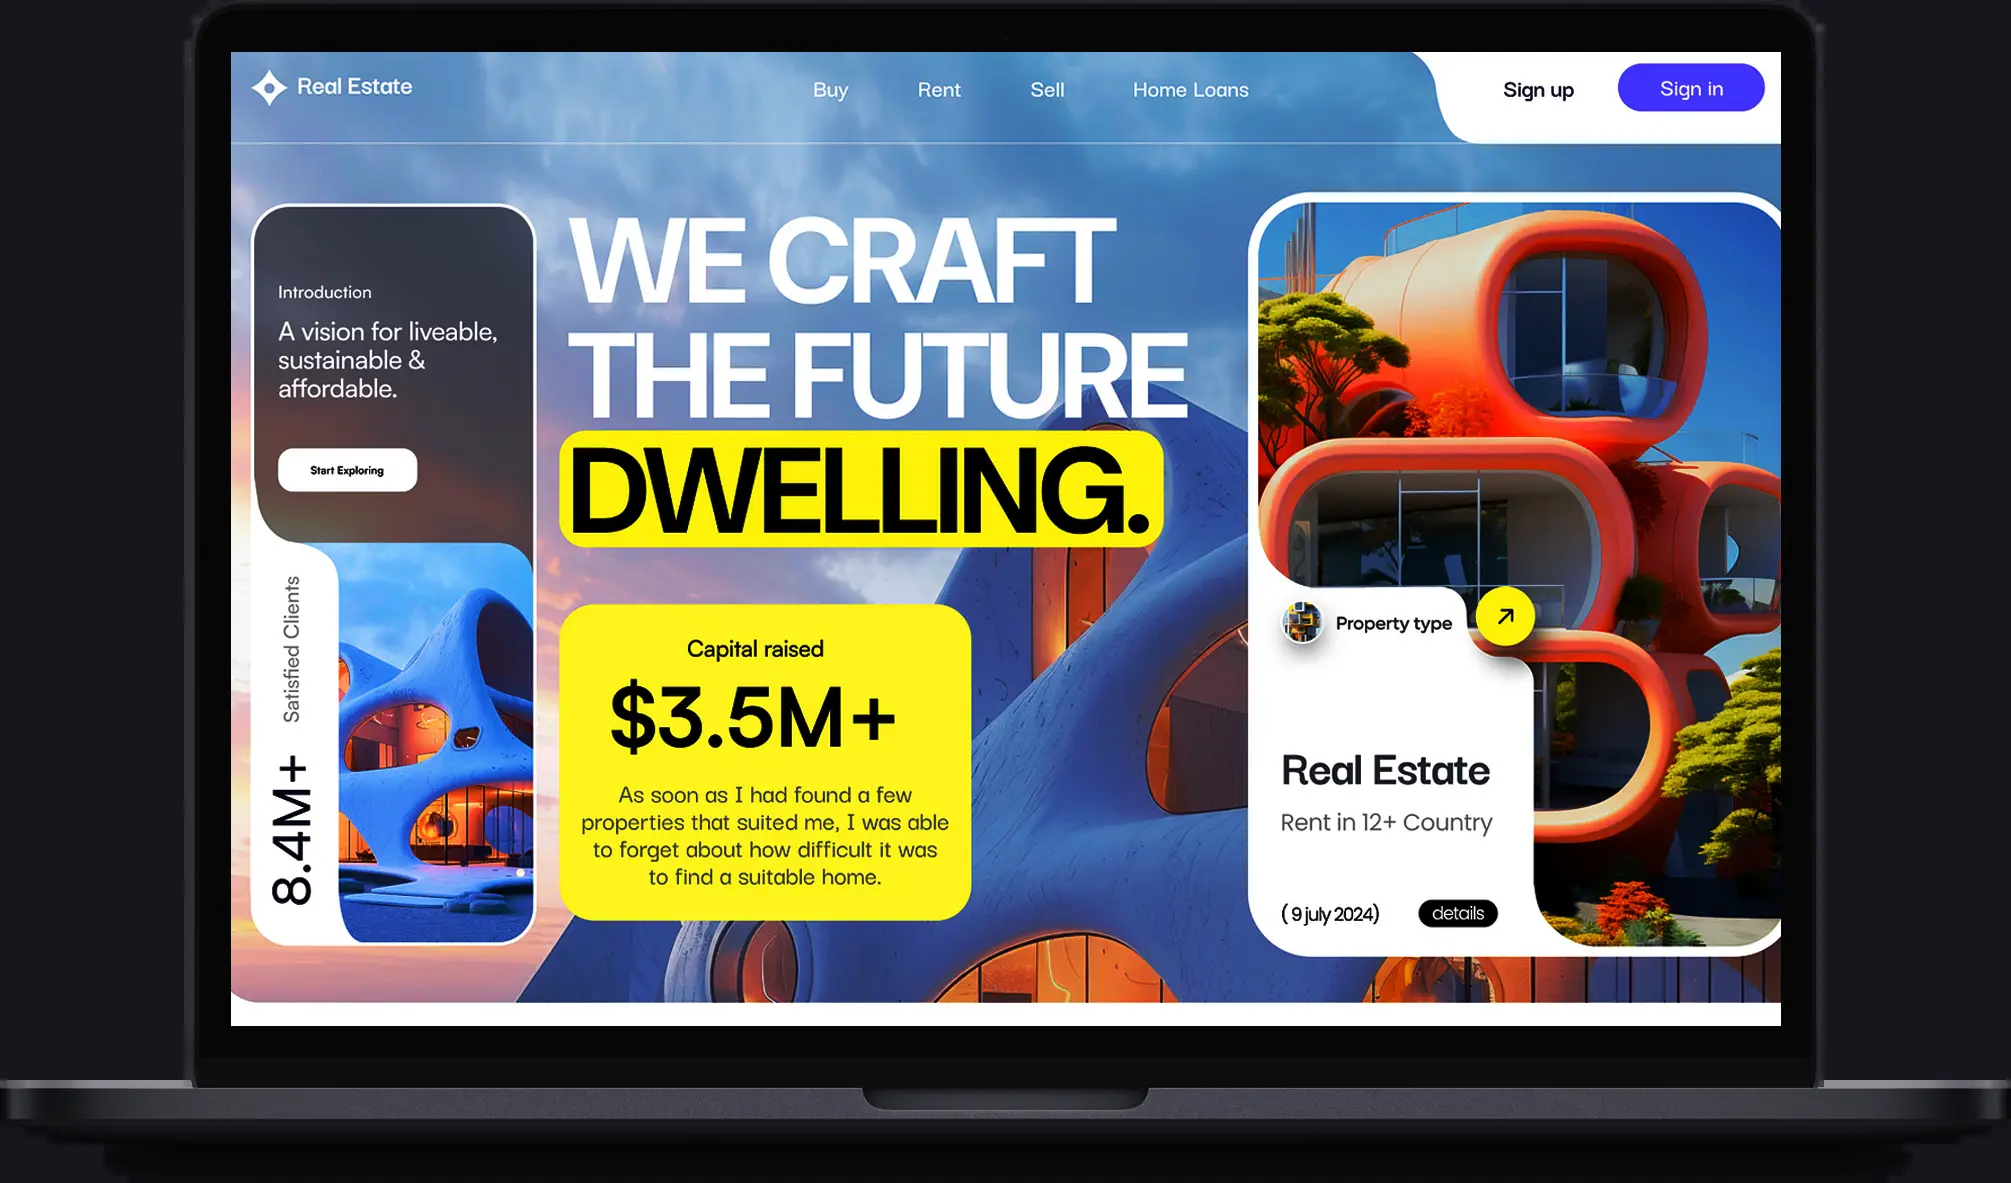 Real Estate
Buy
Rent
Sell
Home Loans
Sign up
Sign in
Introduction
A vision for liveable,
sustainable &
affordable.
Start Exploring
8.4M+
Satisfied Clients
WE CRAFT
THE FUTURE
DWELLING.
Capital raised
$3.5M+
As soon as I had found a few
properties that suited me, I was able
to forget about how difficult it was
to find a suitable home.
Property type
Real Estate
Rent in 12+ Country
( 9 july 2024)
details